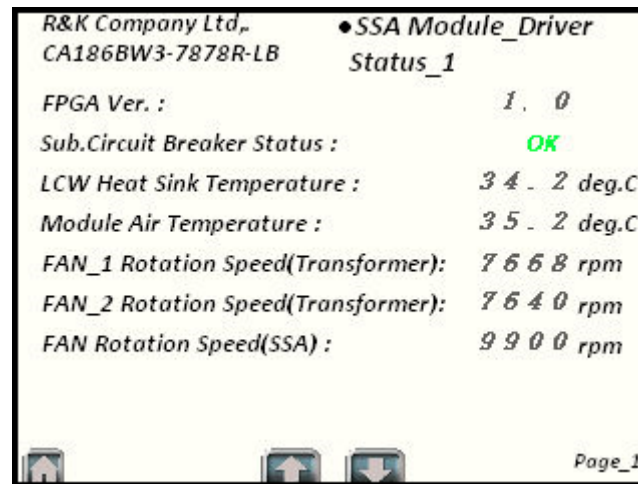 R&K Company Ltd,.
CA186BW3-7878R-LB
●SSA Module_Driver
Status_1
FPGA Ver. : 1. 0
Sub.Circuit Breaker Status : OK
LCW Heat Sink Temperature : 34.2 deg.C
Module Air Temperature : 35.2 deg.C
FAN_1 Rotation Speed(Transformer): 7668 rpm
FAN_2 Rotation Speed(Transformer): 7640 rpm
FAN Rotation Speed(SSA) : 9900 rpm
Page_1